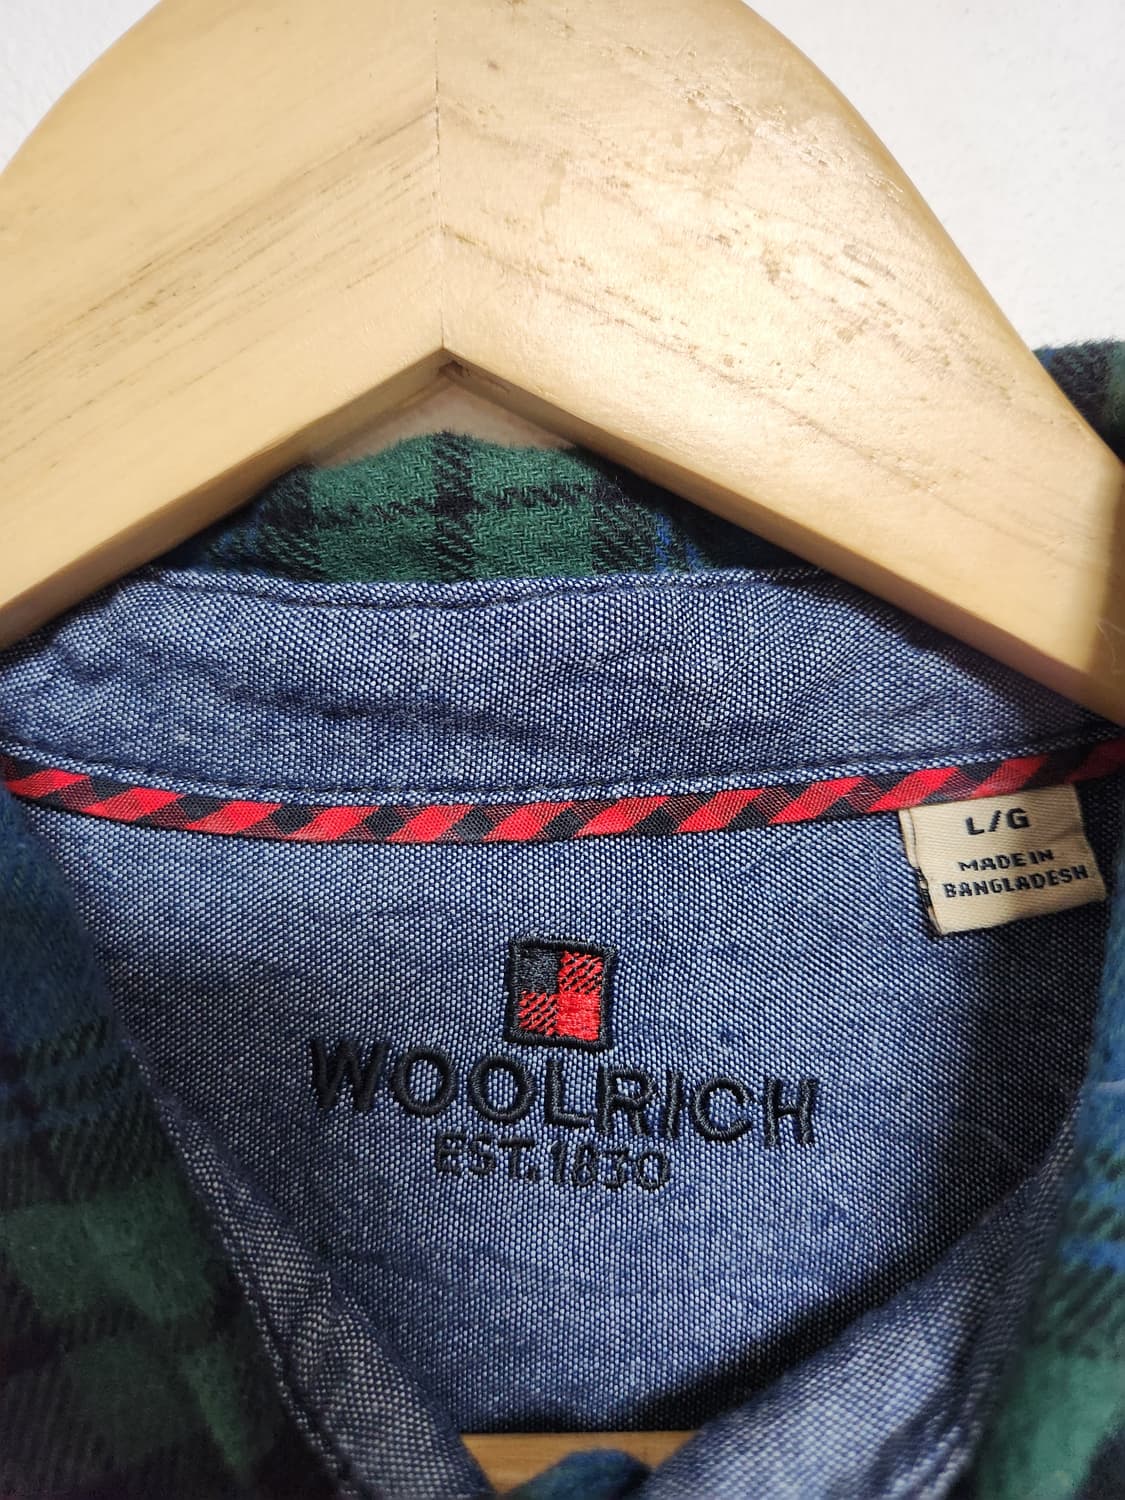 L/G
MADE IN
BANGLADESH
WOOLRICH
EST. 1830